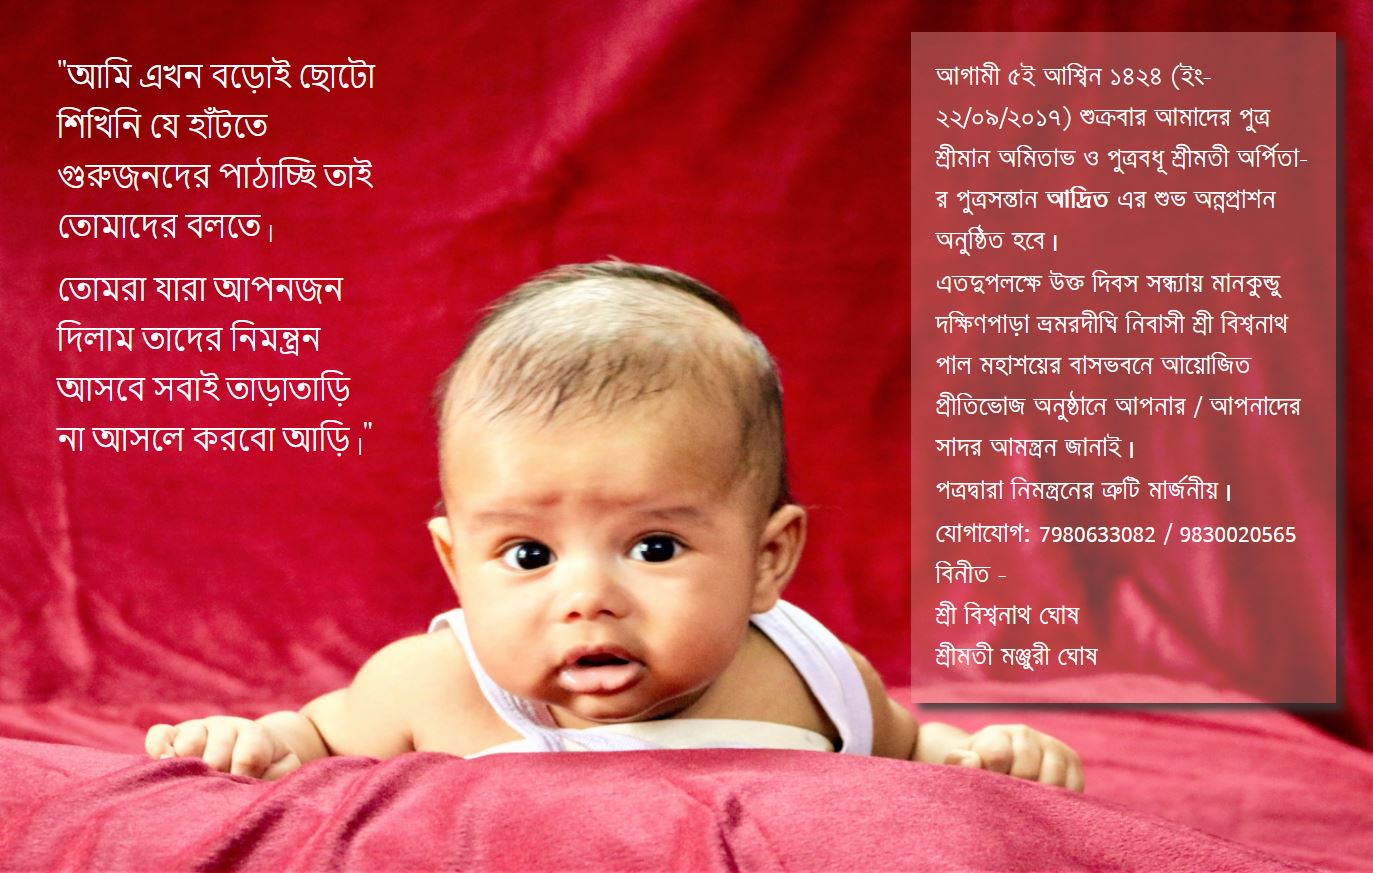 "আমি এখন বড়োই ছোটো
শিখিনি যে হাঁটতে
গুরুজনদের পাঠাচ্ছি তাই
তোমাদের বলতে।
তোমরা যারা আপনজন
দিলাম তাদের নিমন্ত্রন
আসবে সবাই তাড়াতাড়ি
না আসলে করবো আড়ি।"
আগামী ৫ই আশ্বিন ১৪২৪ (ইং-
২২/০৯/২০১৭) শুক্রবার আমাদের পুত্র
শ্রীমান অমিতাভ ও পুত্রবধূ শ্রীমতী অর্পিতা-
র পুত্রসন্তান আদ্রিত এর শুভ অন্নপ্রাশন
অনুষ্ঠিত হবে।
এতদুপলক্ষে উক্ত দিবস সন্ধ্যায় মানকুন্ডু
দক্ষিণপাড়া ভ্রমরদীঘি নিবাসী শ্রী বিশ্বনাথ
পাল মহাশয়ের বাসভবনে আয়োজিত
প্রীতিভোজ অনুষ্ঠানে আপনার / আপনাদের
সাদর আমন্ত্রন জানাই।
পত্রদ্বারা নিমন্ত্রনের ত্রুটি মার্জনীয়।
যোগাযোগ: 7980633082 / 9830020565
বিনীত -
শ্রী বিশ্বনাথ ঘোষ
শ্রীমতী মঞ্জুরী ঘোষ